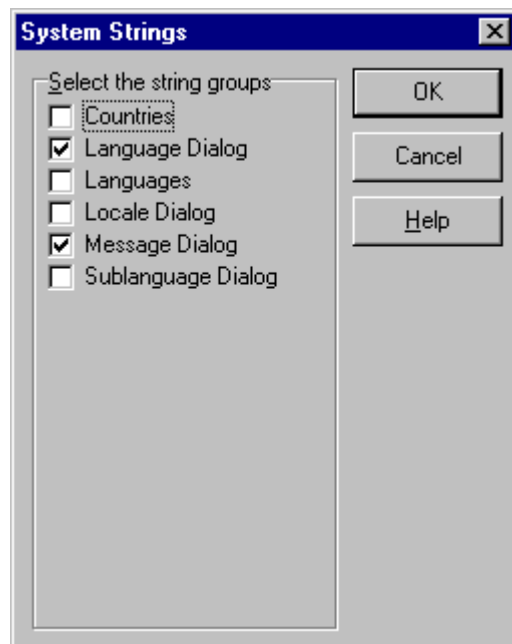 System Strings
Select the string groups
Countries
Language Dialog
Languages
Locale Dialog
Message Dialog
Sublanguage Dialog
OK
Cancel
Help